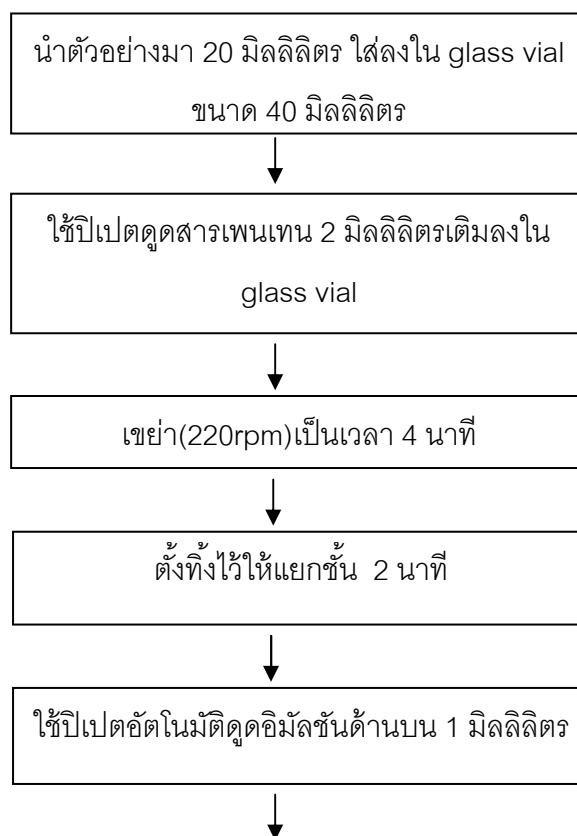 นำตัวอย่างมา 20 มิลลิลิตร ใส่ลงใน glass vial
ขนาด 40 มิลลิลิตร
ใช้ปิเปตดูดสารเพนเทน 2 มิลลิลิตรเติมลงใน
glass vial
เขย่า(220rpm)เป็นเวลา 4 นาที
ตั้งทิ้งไว้ให้แยกชั้น 2 นาที
ใช้ปิเปตอัตโนมัติดูดอิมัลชันด้านบน 1 มิลลิลิตร